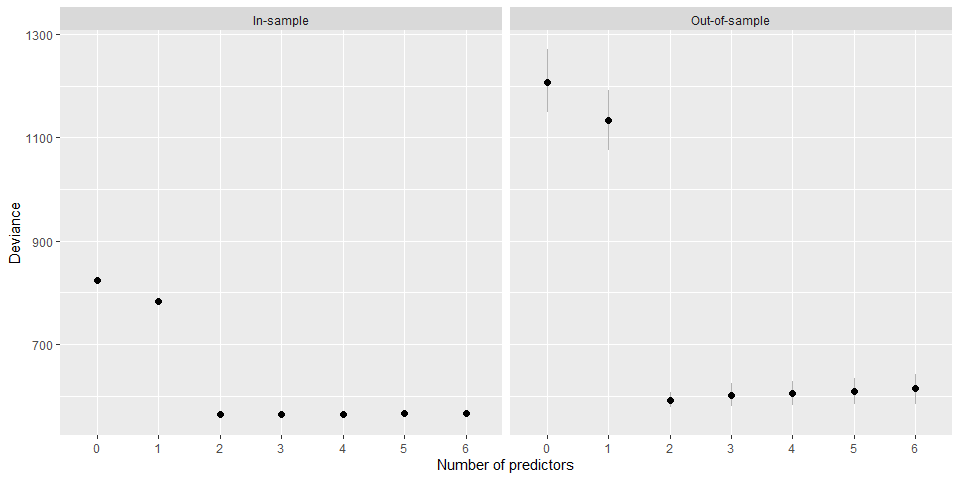 In-sample Out-of-sample
1300
1100
900
700
Deviance
0 1 2 3 4 5 6 0 1 2 3 4 5 6
Number of predictors